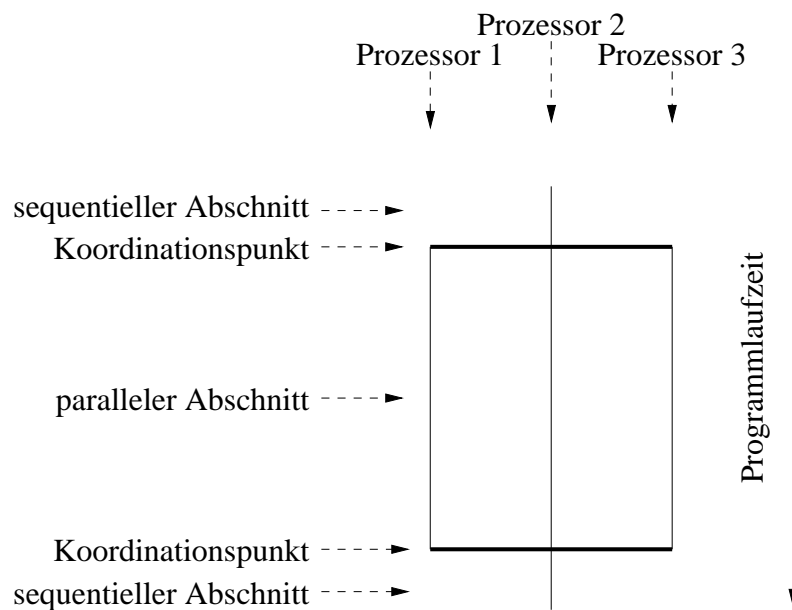 Prozessor 2
Prozessor 1
Prozessor 3
sequentieller Abschnitt
Koordinationspunkt
paralleler Abschnitt
Programmlaufzeit
Koordinationspunkt
sequentieller Abschnitt